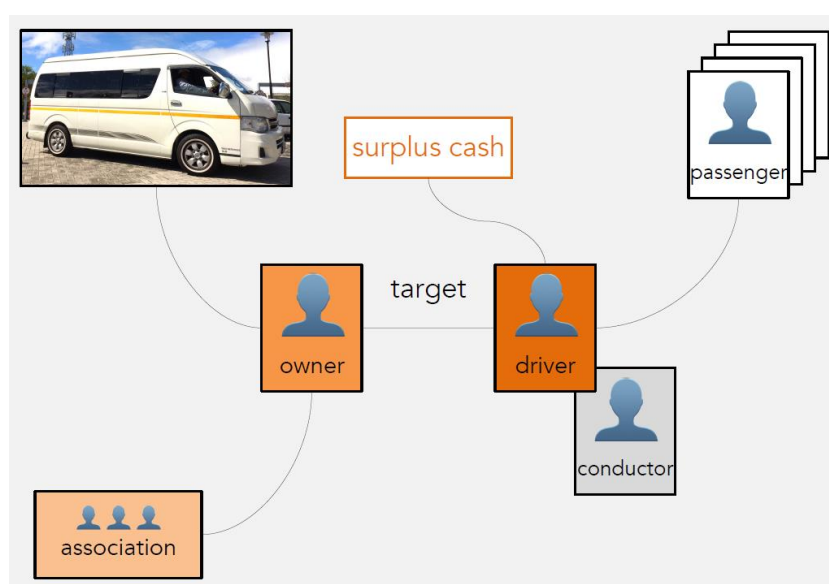 surplus cash
passenger
target
owner
driver
conductor
association